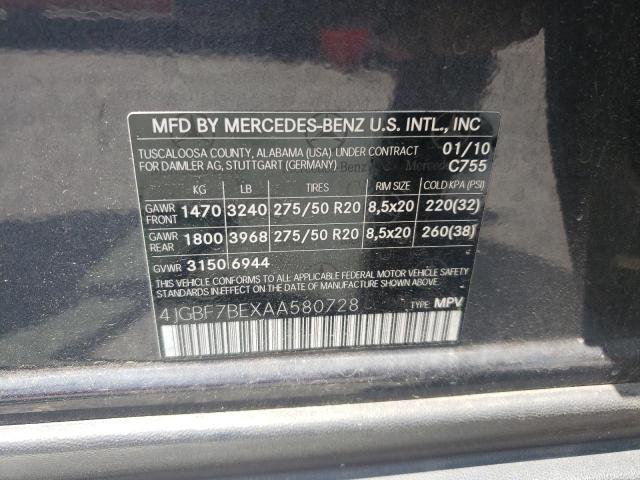 MFD BY MERCEDES-BENZ U.S. INTL., INC
TUSCALOOSA COUNTY, ALABAMA (USA) UNDER CONTRACT 01/10
FOR DAIMLER AG, STUTTGART (GERMANY) C755
KG LB TIRES RIM SIZE COLD KPA (PSI)
GAWR FRONT 1470 3240 275/50 R20 8,5x20 220(32)
GAWR REAR 1800 3968 275/50 R20 8,5x20 260(38)
GVWR 3150 6944
THIS VEHICLE CONFORMS TO ALL APPLICABLE FEDERAL MOTOR VEHICLE SAFETY
STANDARDS IN EFFECT ON THE DATE OF MANUFACTURE SHOWN ABOVE.
4JGBF7BEXAA580728 TYPE: MPV